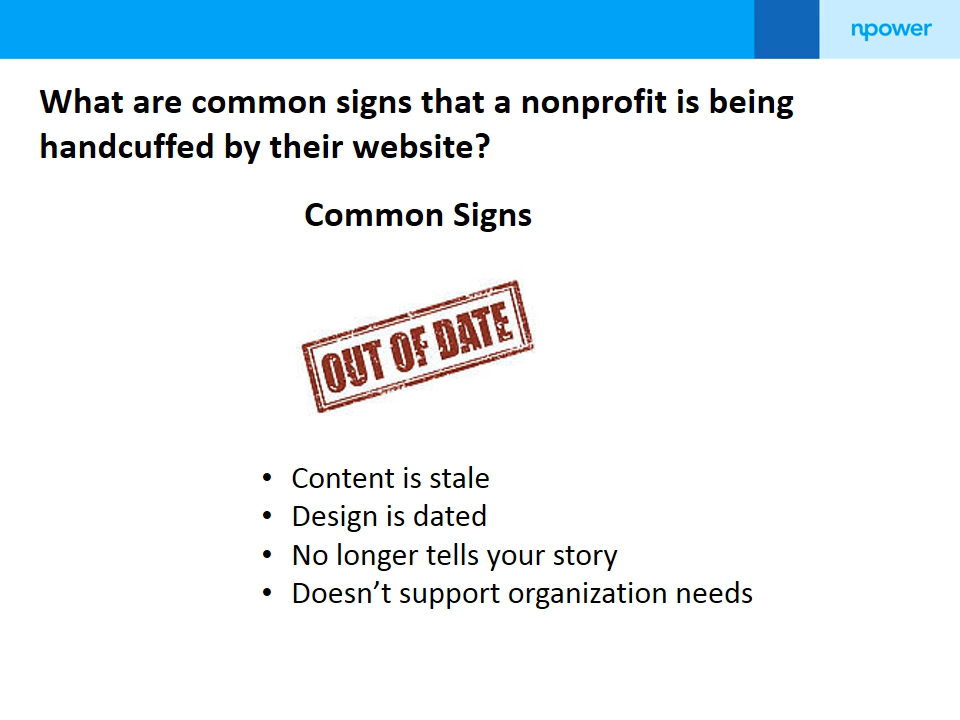 npower
What are common signs that a nonprofit is being
handcuffed by their website?
Common Signs
OUT OF DATE
• Content is stale
• Design is dated
• No longer tells your story
• Doesn’t support organization needs